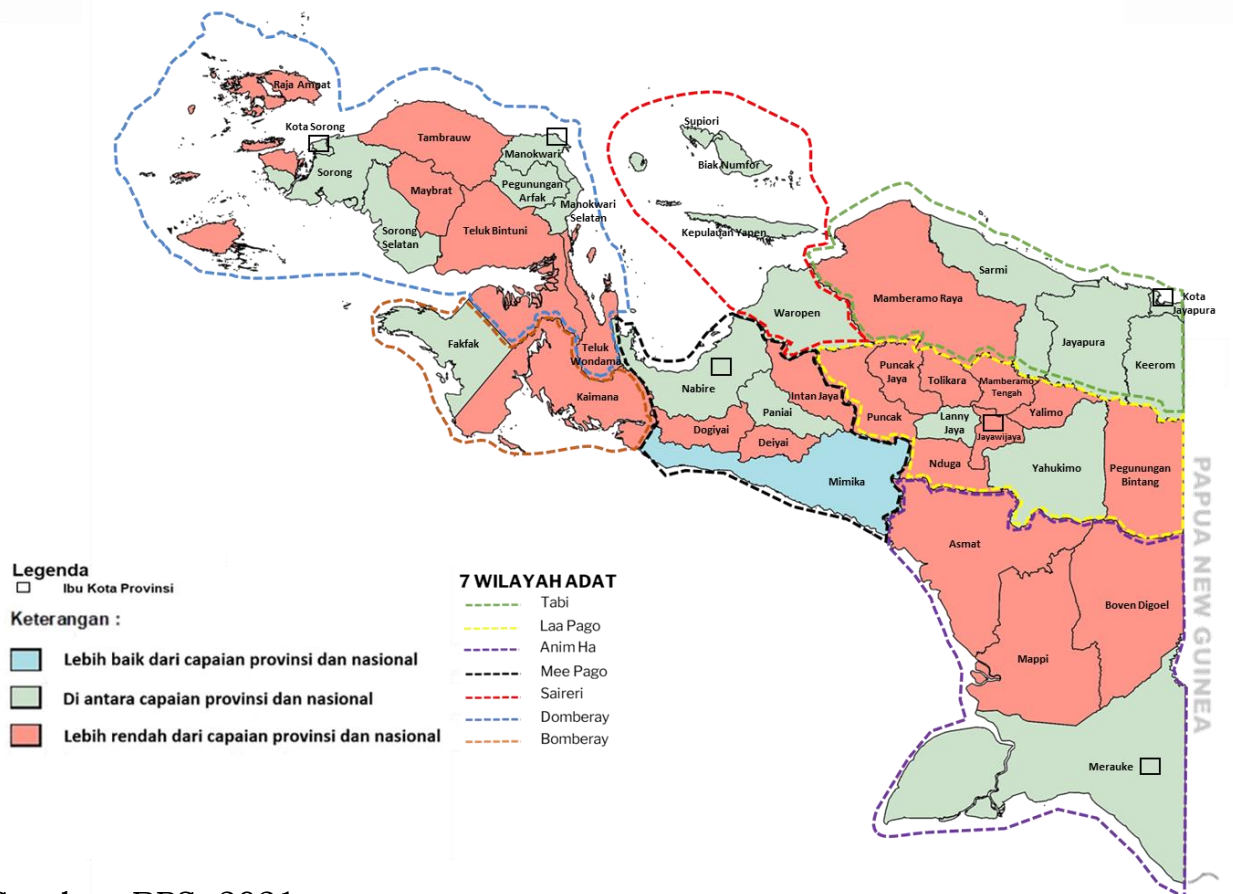 Raja Ampat
Kota Sorong
Sorong
Tambrauw
Maybrat
Sorong
Selatan
Manokwari
Pegunungan
Arfak
Manokwari
Selatan
Teluk Bintuni
Teluk
Wondama
Fakfak
Kaimana
Supiori
Biak Numfor
Kepulauan Yapen
Waropen
Mamberamo Raya
Sarmi
Jayapura
Kota
Jayapura
Keerom
Nabire
Paniai
Intan Jaya
Dogiyai
Deiyai
Mimika
Puncak
Jaya
Tolikara
Mamberamo
Tengah
Puncak
Lanny
Jaya
Jayawijaya
Yalimo
Nduga
Yahukimo
Pegunungan
Bintang
Asmat
Mappi
Boven Digoel
Merauke
PAPUA NEW GUINEA
Legenda
Ibu Kota Provinsi
Keterangan :
Lebih baik dari capaian provinsi dan nasional
Di antara capaian provinsi dan nasional
Lebih rendah dari capaian provinsi dan nasional
7 WILAYAH ADAT
Tabi
Laa Pago
Anim Ha
Mee Pago
Saireri
Domberay
Bomberay